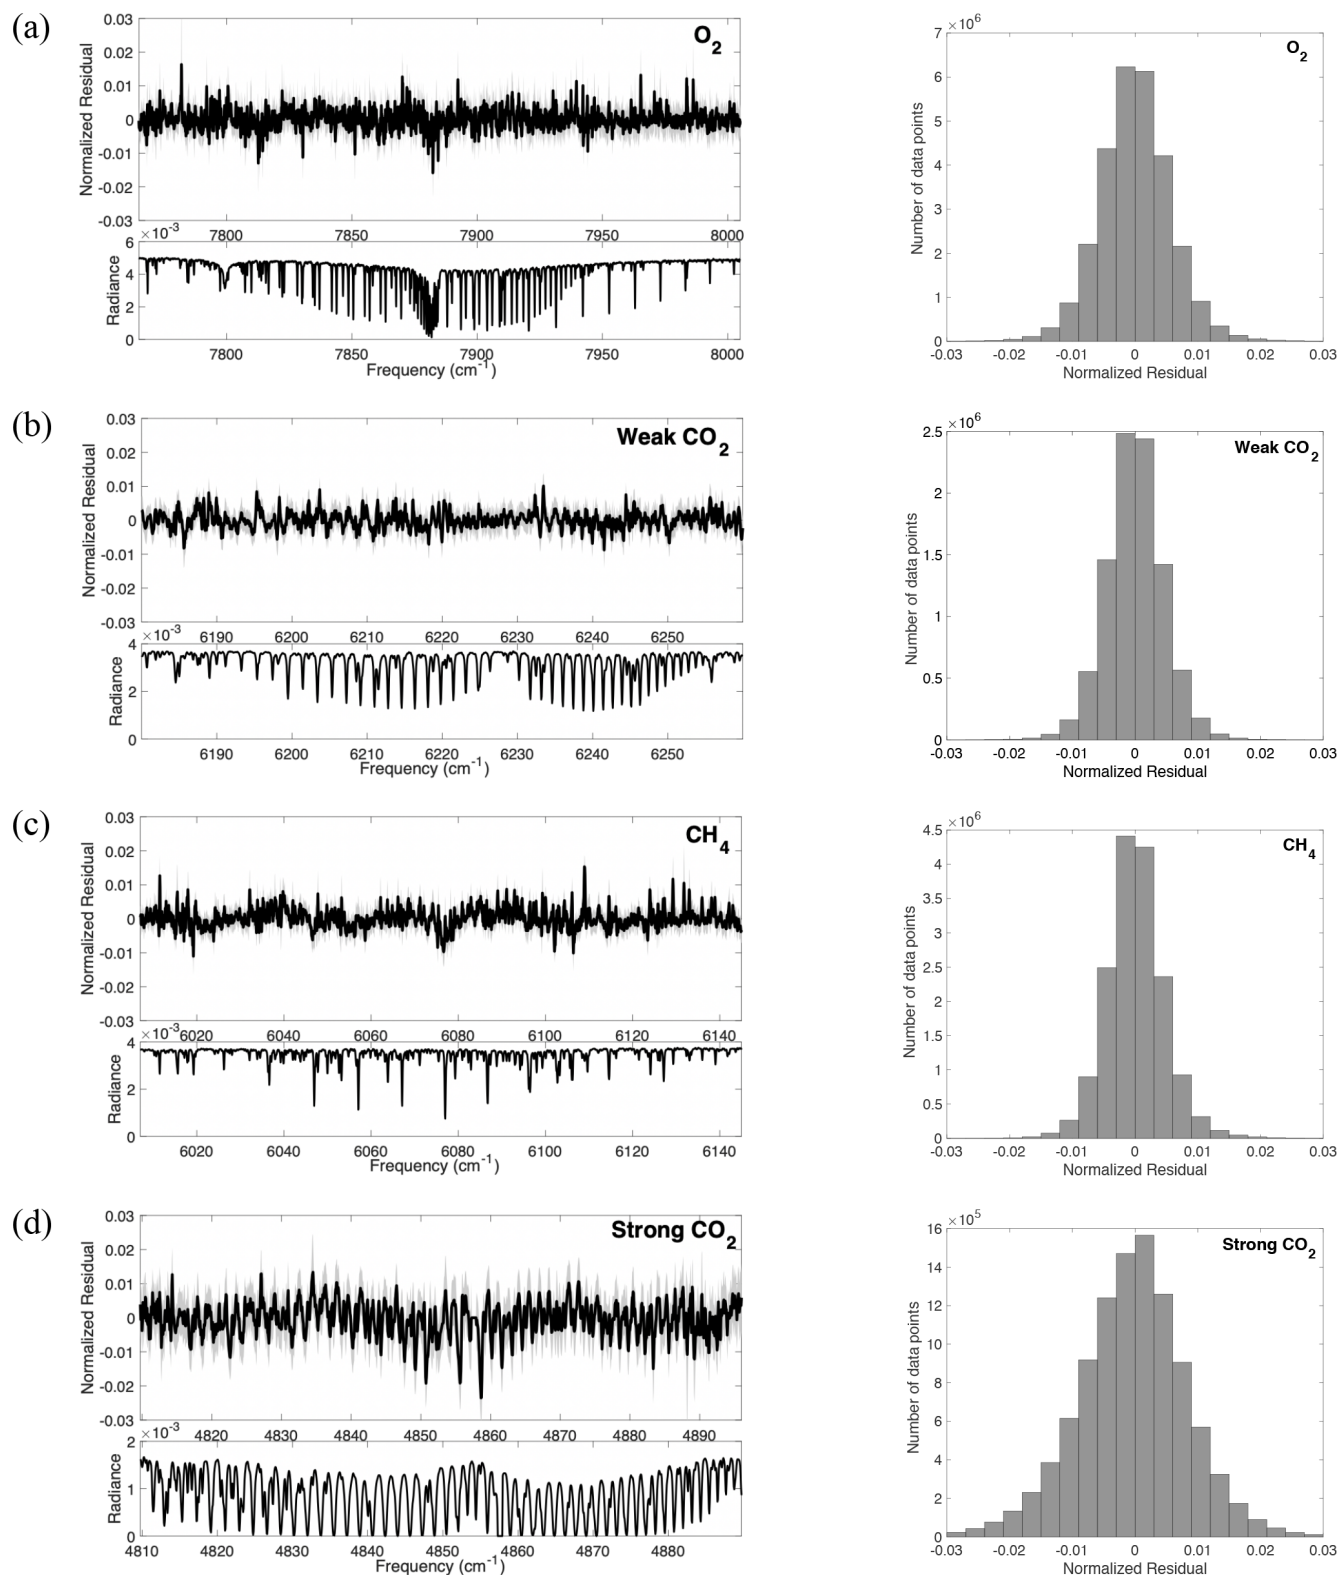 (a)
0.03
0.02
0.01
0
-0.01
-0.02
-0.03
Normalized Residual
O2
7800 7850 7900 7950 8000
×10-3
6
4
2
0
Radiance
7800 7850 7900 7950 8000
Frequency (cm-1)
×10^6
7
6
5
4
3
2
1
0
Number of data points
O2
-0.03 -0.02 -0.01 0 0.01 0.02 0.03
Normalized Residual
(b)
0.03
0.02
0.01
0
-0.01
-0.02
-0.03
Normalized Residual
Weak CO2
6190 6200 6210 6220 6230 6240 6250
×10-3
4
2
0
Radiance
6190 6200 6210 6220 6230 6240 6250
Frequency (cm-1)
×10^6
2.5
2
1.5
1
0.5
0
Number of data points
Weak CO2
-0.03 -0.02 -0.01 0 0.01 0.02 0.03
Normalized Residual
(c)
0.03
0.02
0.01
0
-0.01
-0.02
-0.03
Normalized Residual
CH4
6020 6040 6060 6080 6100 6120 6140
×10-3
4
2
0
Radiance
6020 6040 6060 6080 6100 6120 6140
Frequency (cm-1)
×10^6
4.5
4
3.5
3
2.5
2
1.5
1
0.5
0
Number of data points
CH4
-0.03 -0.02 -0.01 0 0.01 0.02 0.03
Normalized Residual
(d)
0.03
0.02
0.01
0
-0.01
-0.02
-0.03
Normalized Residual
Strong CO2
4820 4830 4840 4850 4860 4870 4880 4890
×10-3
2
1
0
Radiance
4810 4820 4830 4840 4850 4860 4870 4880
Frequency (cm-1)
×10^5
16
14
12
10
8
6
4
2
0
Number of data points
Strong CO2
-0.03 -0.02 -0.01 0 0.01 0.02 0.03
Normalized Residual